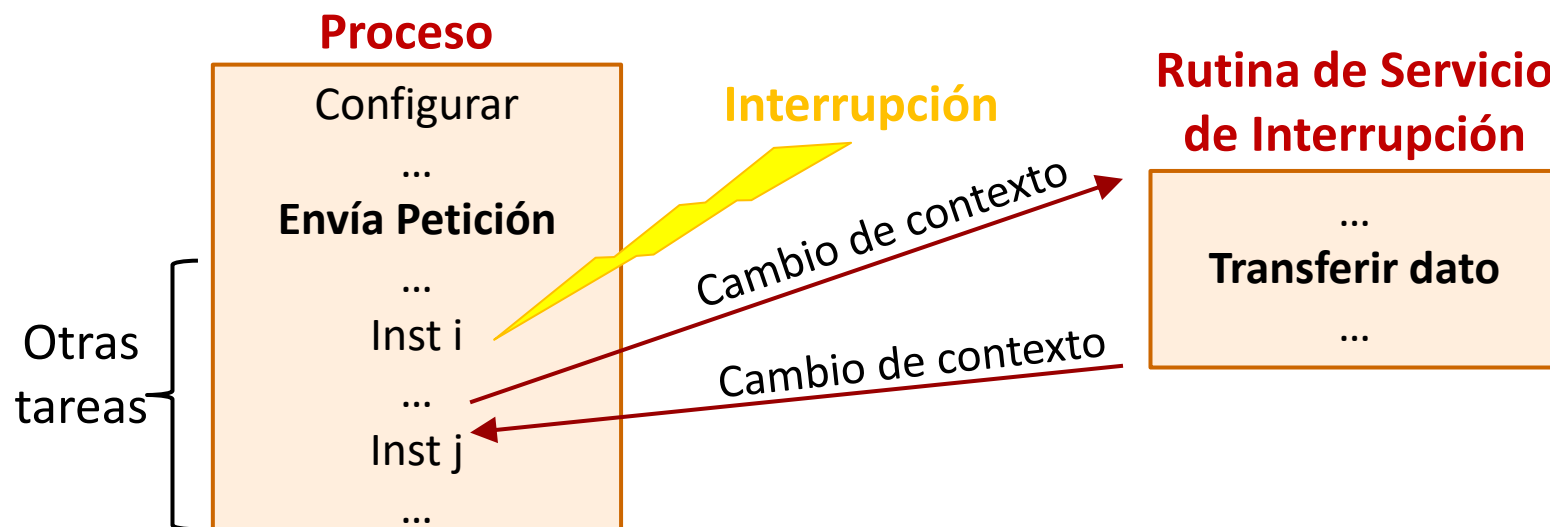 Proceso
Configurar
...
Envía Petición
...
Inst i
...
Inst j
...
Otras
tareas
Interrupción
Cambio de contexto
Cambio de contexto
Rutina de Servicio
de Interrupción
...
Transferir dato
...